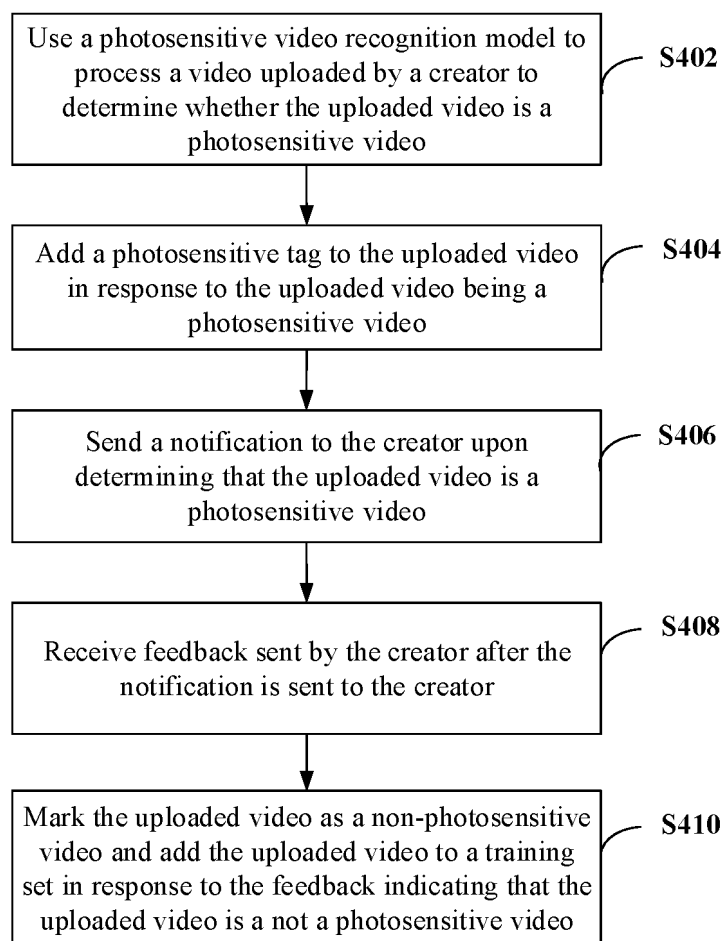 Use a photosensitive video recognition model to
process a video uploaded by a creator to
determine whether the uploaded video is a
photosensitive video
S402
Add a photosensitive tag to the uploaded video
in response to the uploaded video being a
photosensitive video
S404
Send a notification to the creator upon
determining that the uploaded video is a
photosensitive video
S406
Receive feedback sent by the creator after the
notification is sent to the creator
S408
Mark the uploaded video as a non-photosensitive
video and add the uploaded video to a training
set in response to the feedback indicating that the
uploaded video is a not a photosensitive video
S410